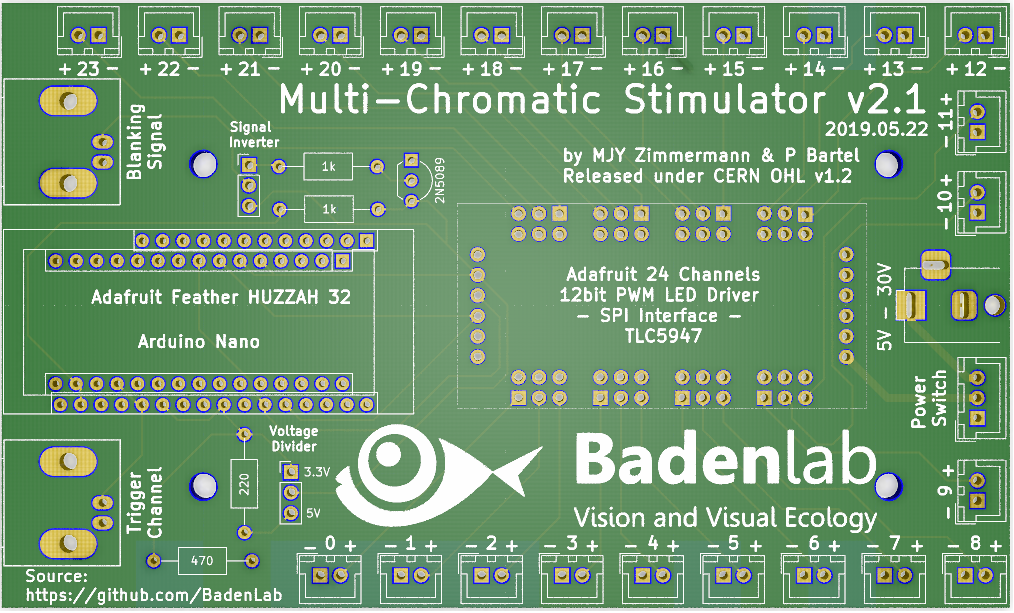 + 23 - + 22 - + 21 - + 20 - + 19 - + 18 - + 17 - + 16 - + 15 - + 14 - + 13 - + 12 -
Multi-Chromatic Stimulator v2.1
2019.05.22
by MJY Zimmermann & P Bartel
Released under CERN OHL v1.2
Blanking
Signal
Signal
Inverter
1k
1k
2N5089
- 11 +
- 10 +
Adafruit Feather HUZZAH 32
Arduino Nano
Adafruit 24 Channels
12bit PWM LED Driver
- SPI Interface -
TLC5947
5V - 30V
Power
Switch
Trigger
Channel
Voltage
Divider
220
3.3V
5V
470
Badenlab
Vision and Visual Ecology
- 9 +
- 0 + - 1 + - 2 + - 3 + - 4 + - 5 + - 6 + - 7 + - 8 +
Source:
https://github.com/BadenLab